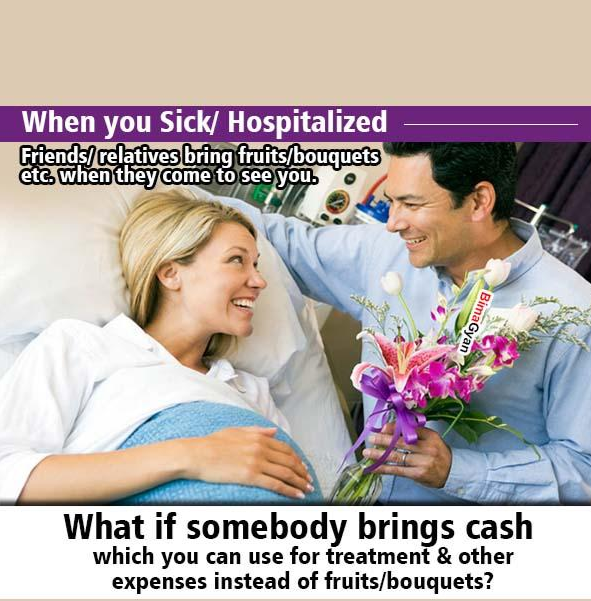 When you Sick/ Hospitalized
Friends/ relatives bring fruits/bouquets
etc. when they come to see you.
BimaGyan
What if somebody brings cash
which you can use for treatment & other
expenses instead of fruits/bouquets?